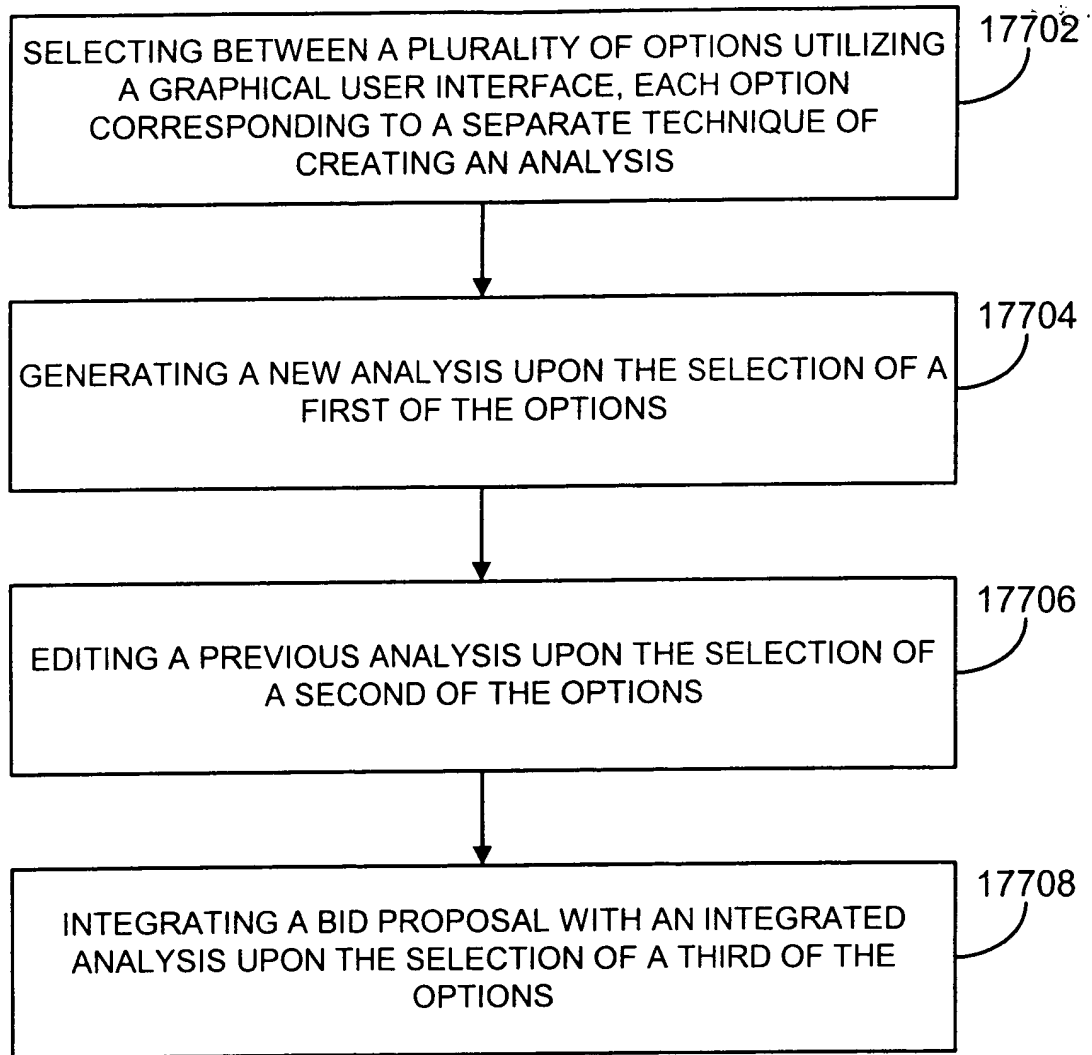 SELECTING BETWEEN A PLURALITY OF OPTIONS UTILIZING
A GRAPHICAL USER INTERFACE, EACH OPTION
CORRESPONDING TO A SEPARATE TECHNIQUE OF
CREATING AN ANALYSIS
17702
GENERATING A NEW ANALYSIS UPON THE SELECTION OF A
FIRST OF THE OPTIONS
17704
EDITING A PREVIOUS ANALYSIS UPON THE SELECTION OF
A SECOND OF THE OPTIONS
17706
INTEGRATING A BID PROPOSAL WITH AN INTEGRATED
ANALYSIS UPON THE SELECTION OF A THIRD OF THE
OPTIONS
17708